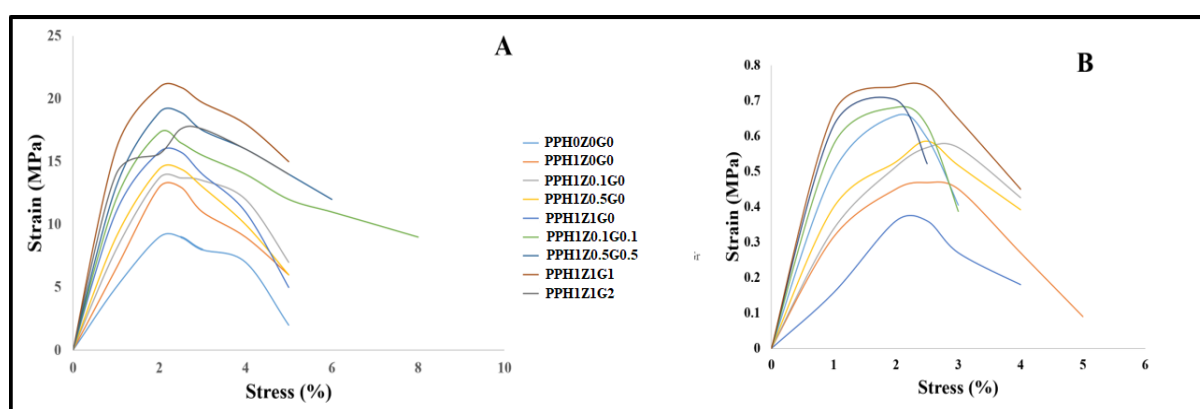 A
Strain (MPa)
25
20
15
10
5
0
0 2 4 6 8 10
Stress (%)
PPH0Z0G0
PPH1Z0G0
PPH1Z0.1G0
PPH1Z0.5G0
PPH1Z1G0
PPH1Z0.1G0.1
PPH1Z0.5G0.5
PPH1Z1G1
PPH1Z1G2
B
Strain (MPa)
0.8
0.7
0.6
0.5
0.4
0.3
0.2
0.1
0
0 1 2 3 4 5 6
Stress (%)